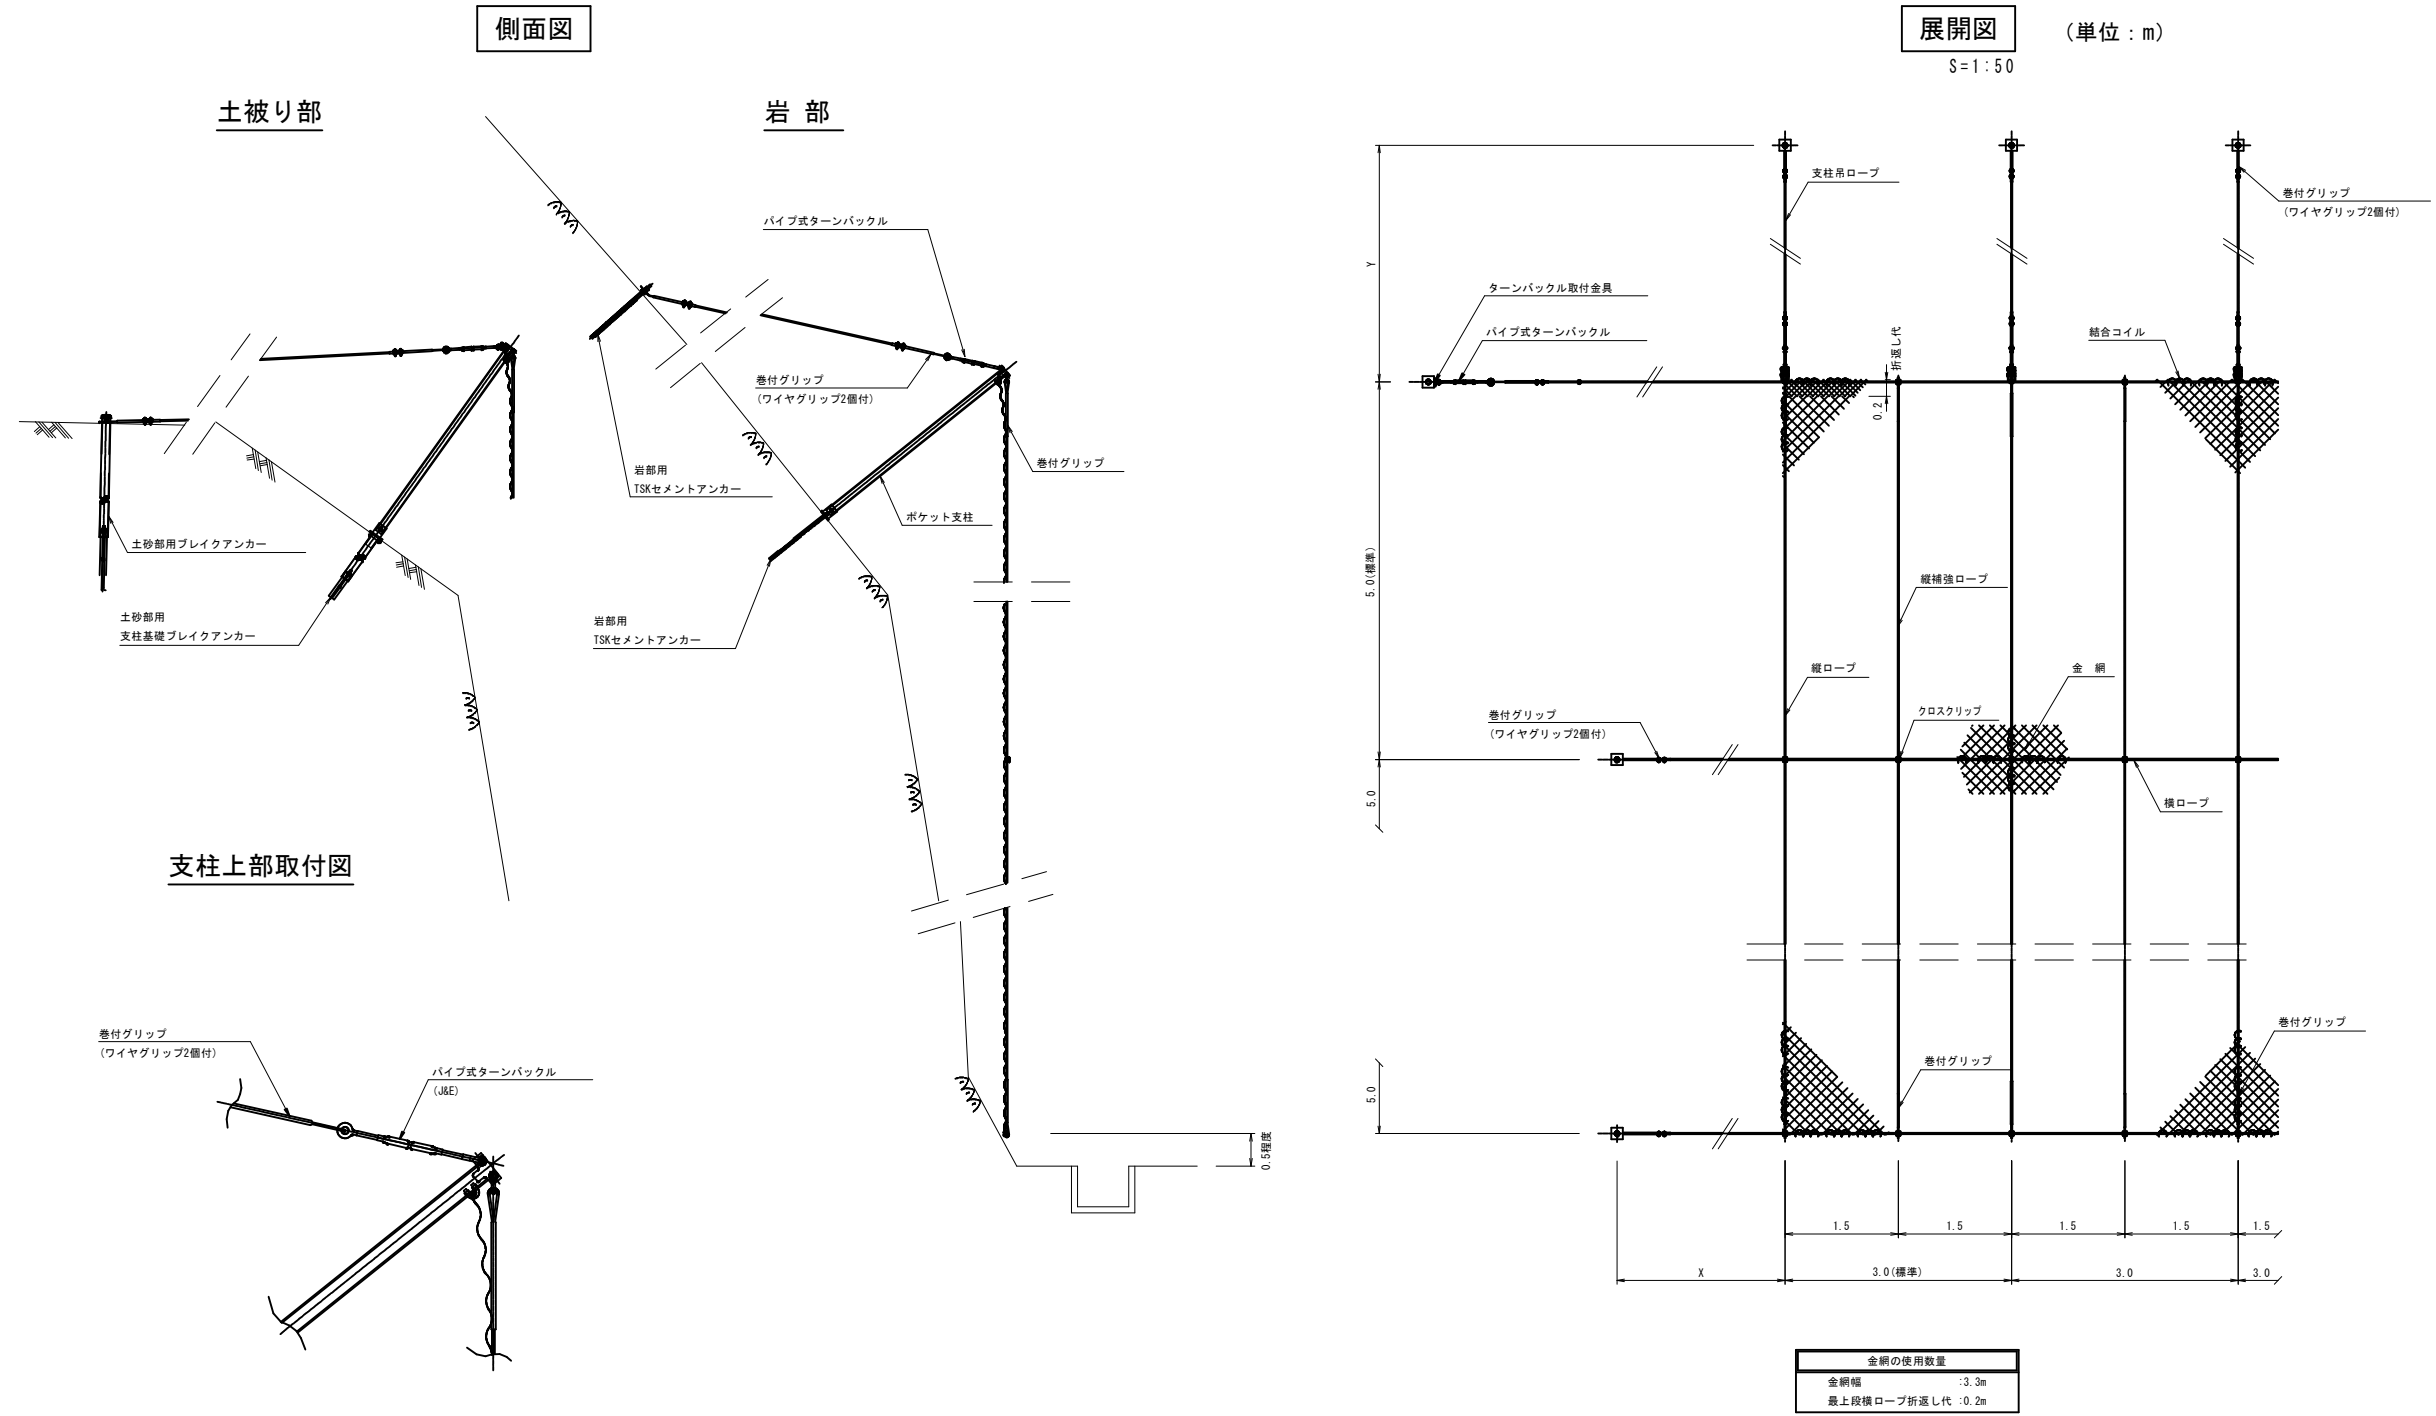 側面図
土被り部
岩 部
パイプ式ターンバックル
巻付グリップ
(ワイヤグリップ2個付)
岩部用
TSKセメントアンカー
巻付グリップ
ポケット支柱
土砂部用ブレイクアンカー
土砂部用
支柱基礎ブレイクアンカー
岩部用
TSKセメントアンカー
0.5程度
支柱上部取付図
巻付グリップ
(ワイヤグリップ2個付)
パイプ式ターンバックル
(J&E)
展開図
(単位:m)
S=1:50
支柱吊ロープ
巻付グリップ
(ワイヤグリップ2個付)
Y
ターンバックル取付金具
パイプ式ターンバックル
折返し代
0.2
結合コイル
5.0(標準)
縦補強ロープ
縦ロープ
金 網
クロスクリップ
巻付グリップ
(ワイヤグリップ2個付)
5.0
横ロープ
巻付グリップ
巻付グリップ
5.0
1.5
1.5
1.5
1.5
1.5
X
3.0(標準)
3.0
3.0
金網の使用数量
金網幅 :3.3m
最上段横ロープ折返し代 :0.2m